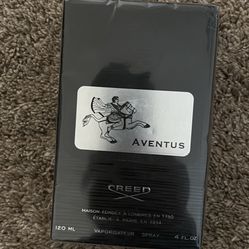 AVENTUS
CREED
MAISON FONDÉE À LONDRES EN 1760
ÉTABLIE À PARIS EN 1854
120 ML VAPORISATEUR SPRAY 4 FL. OZ